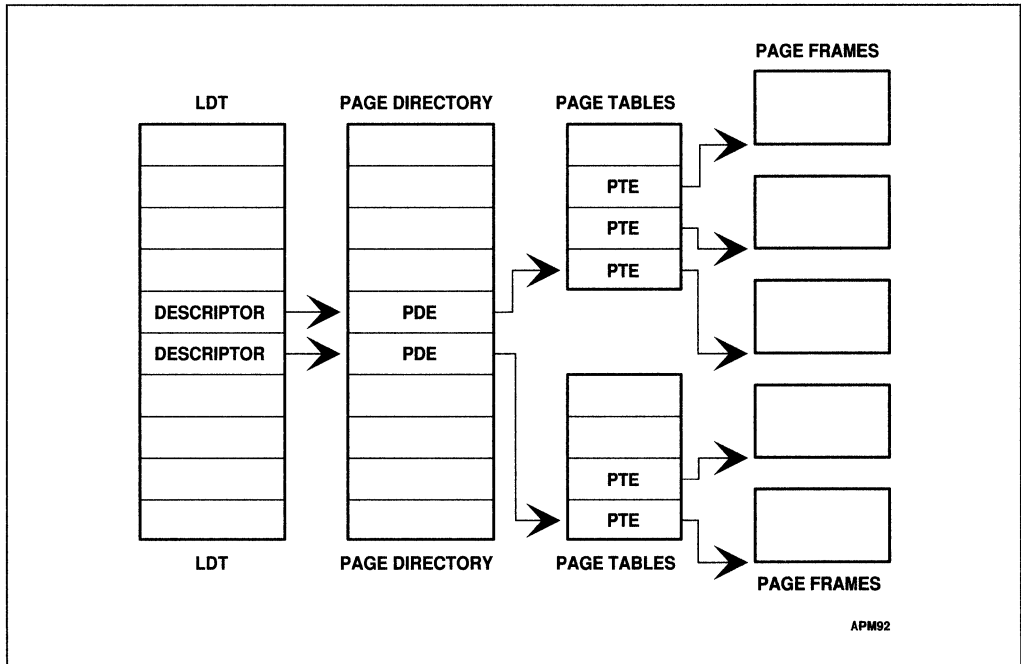 PAGE FRAMES
LDT
PAGE DIRECTORY
PAGE TABLES
PTE
PTE
PTE
DESCRIPTOR
PDE
DESCRIPTOR
PDE
PTE
PTE
LDT
PAGE DIRECTORY
PAGE TABLES
PAGE FRAMES
APM92